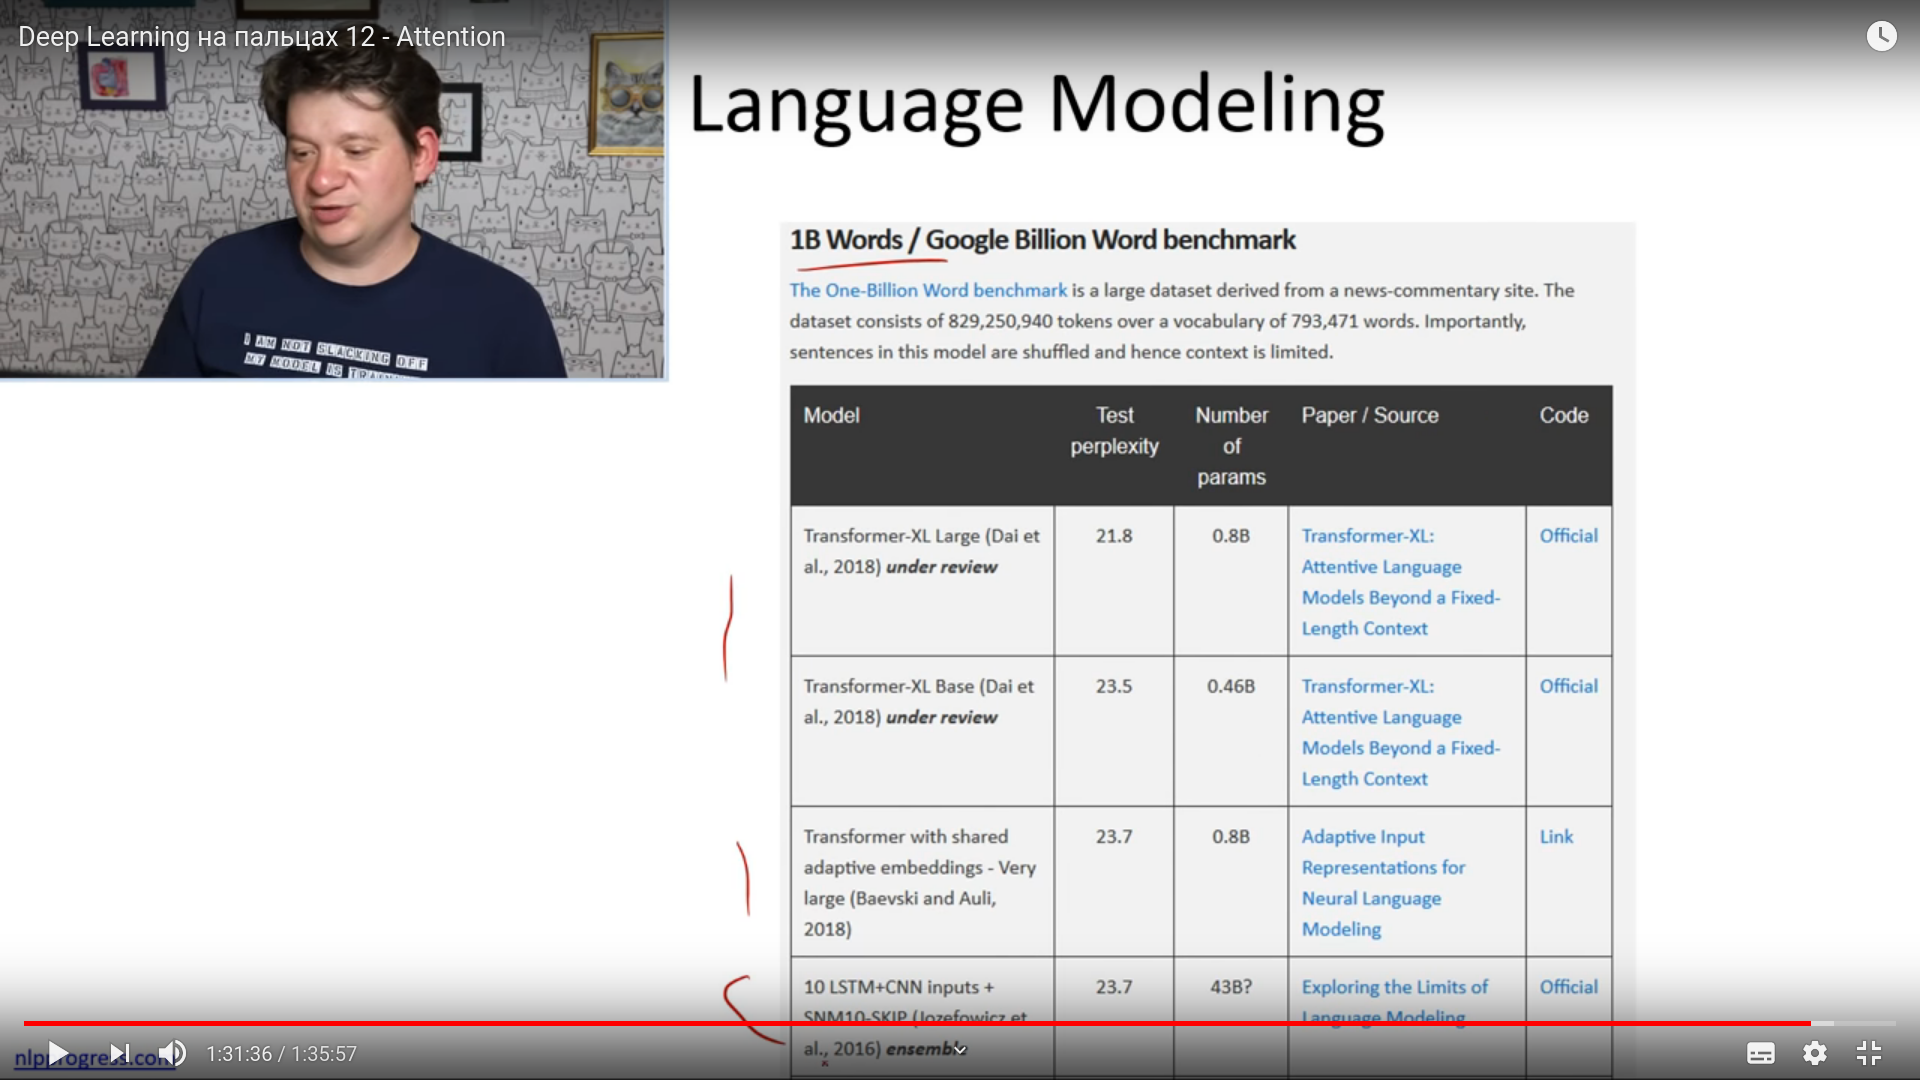 Deep Learning на пальцах 12 - Attention
I AM NOT SLACKING OFF
MY MODEL IS
Language Modeling
1B Words / Google Billion Word benchmark
The One-Billion Word benchmark is a large dataset derived from a news-commentary site. The
dataset consists of 829,250,940 tokens over a vocabulary of 793,471 words. Importantly,
sentences in this model are shuffled and hence context is limited.
Model
Test
perplexity
Number
of
params
Paper / Source
Code
Transformer-XL Large (Dai et
al., 2018) under review
21.8
0.8B
Transformer-XL:
Attentive Language
Models Beyond a Fixed-
Length Context
Official
Transformer-XL Base (Dai et
al., 2018) under review
23.5
0.46B
Transformer-XL:
Attentive Language
Models Beyond a Fixed-
Length Context
Official
Transformer with shared
adaptive embeddings - Very
large (Baevski and Auli,
2018)
23.7
0.8B
Adaptive Input
Representations for
Neural Language
Modeling
Link
10 LSTM+CNN inputs +
SNM10-SKIP (Jozefowicz et
al., 2016) ensemble
23.7
43B?
Exploring the Limits of
Language Modeling
Official
nlpprogress.com
1:31:36 / 1:35:57